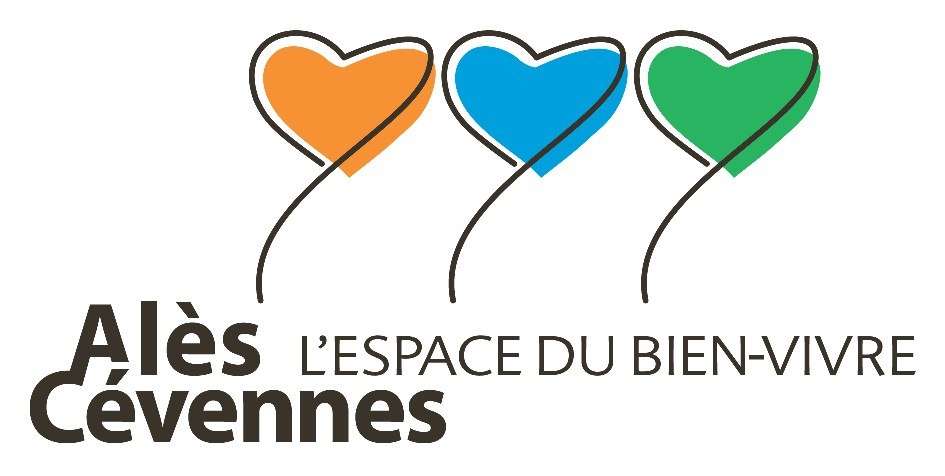 Alès
L'ESPACE DU BIEN-VIVRE
Cévennes